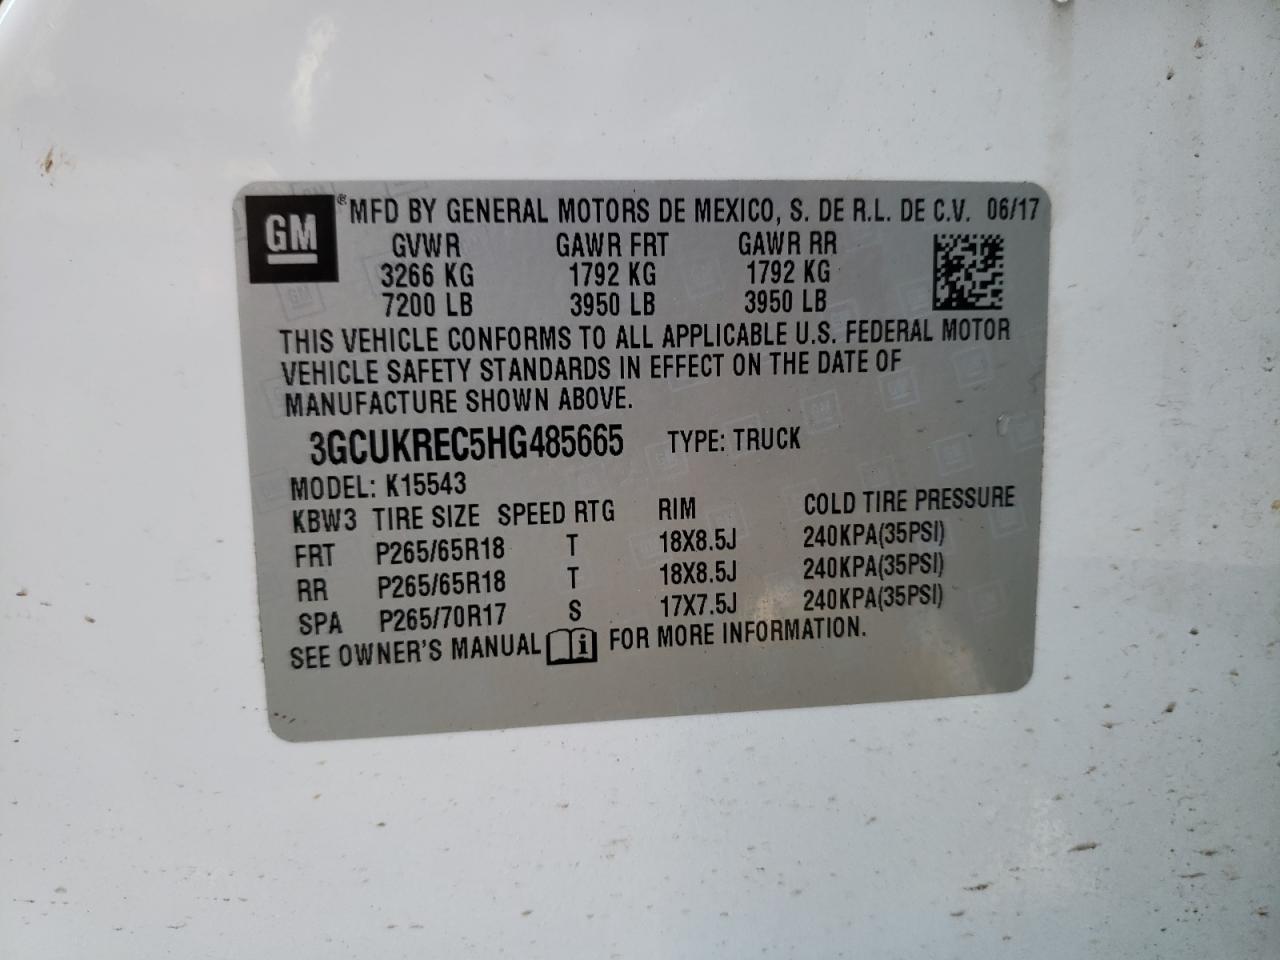 GM ® MFD BY GENERAL MOTORS DE MEXICO, S. DE R.L. DE C.V. 06/17
GVWR GAWR FRT GAWR RR
3266 KG 1792 KG 1792 KG
7200 LB 3950 LB 3950 LB
THIS VEHICLE CONFORMS TO ALL APPLICABLE U.S. FEDERAL MOTOR
VEHICLE SAFETY STANDARDS IN EFFECT ON THE DATE OF
MANUFACTURE SHOWN ABOVE.
3GCUKREC5HG485665 TYPE: TRUCK
MODEL: K15543
KBW3 TIRE SIZE SPEED RTG RIM COLD TIRE PRESSURE
FRT P265/65R18 T 18X8.5J 240KPA(35PSI)
RR P265/65R18 T 18X8.5J 240KPA(35PSI)
SPA P265/70R17 S 17X7.5J 240KPA(35PSI)
SEE OWNER'S MANUAL i FOR MORE INFORMATION.